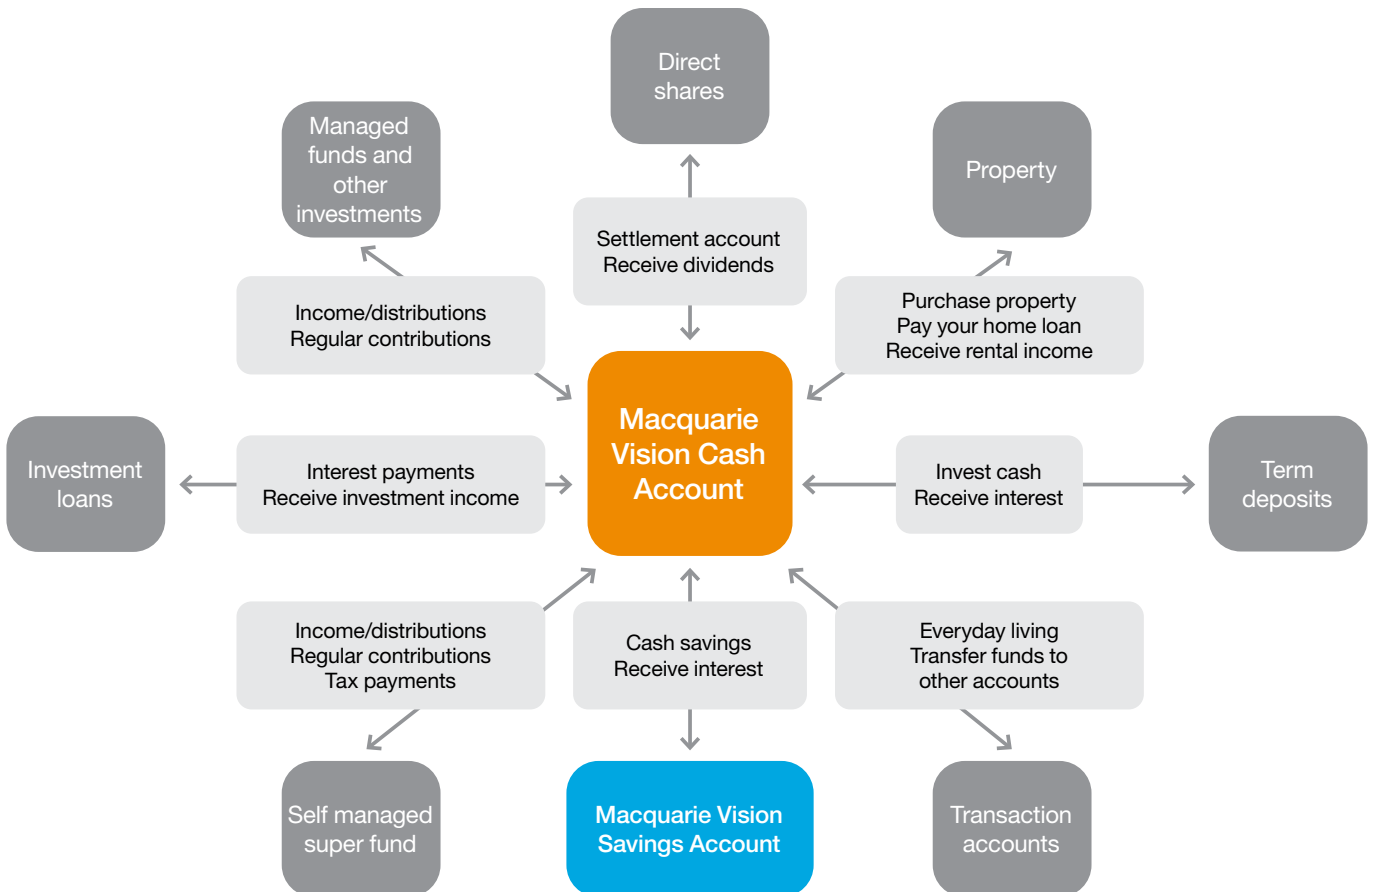 Direct
shares
Managed
funds and
other
investments
Property
Settlement account
Receive dividends
Income/distributions
Regular contributions
Purchase property
Pay your home loan
Receive rental income
Investment
loans
Interest payments
Receive investment income
Macquarie
Vision Cash
Account
Invest cash
Receive interest
Term
deposits
Income/distributions
Regular contributions
Tax payments
Cash savings
Receive interest
Everyday living
Transfer funds to
other accounts
Self managed
super fund
Macquarie Vision
Savings Account
Transaction
accounts